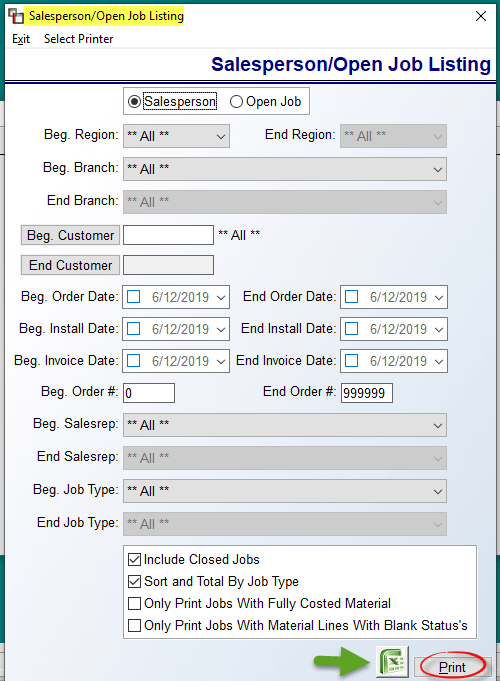 Salesperson/Open Job Listing
Exit Select Printer
Salesperson/Open Job Listing
Salesperson Open Job
Beg. Region: ** All ** End Region: ** All **
Beg. Branch: ** All **
End Branch: ** All **
Beg. Customer ** All **
End Customer
Beg. Order Date: 6/12/2019 End Order Date: 6/12/2019
Beg. Install Date: 6/12/2019 End Install Date: 6/12/2019
Beg. Invoice Date: 6/12/2019 End Invoice Date: 6/12/2019
Beg. Order #: 0 End Order #: 999999
Beg. Salesrep: ** All **
End Salesrep: ** All **
Beg. Job Type: ** All **
End Job Type: ** All **
Include Closed Jobs
Sort and Total By Job Type
Only Print Jobs With Fully Costed Material
Only Print Jobs With Material Lines With Blank Status's
Print